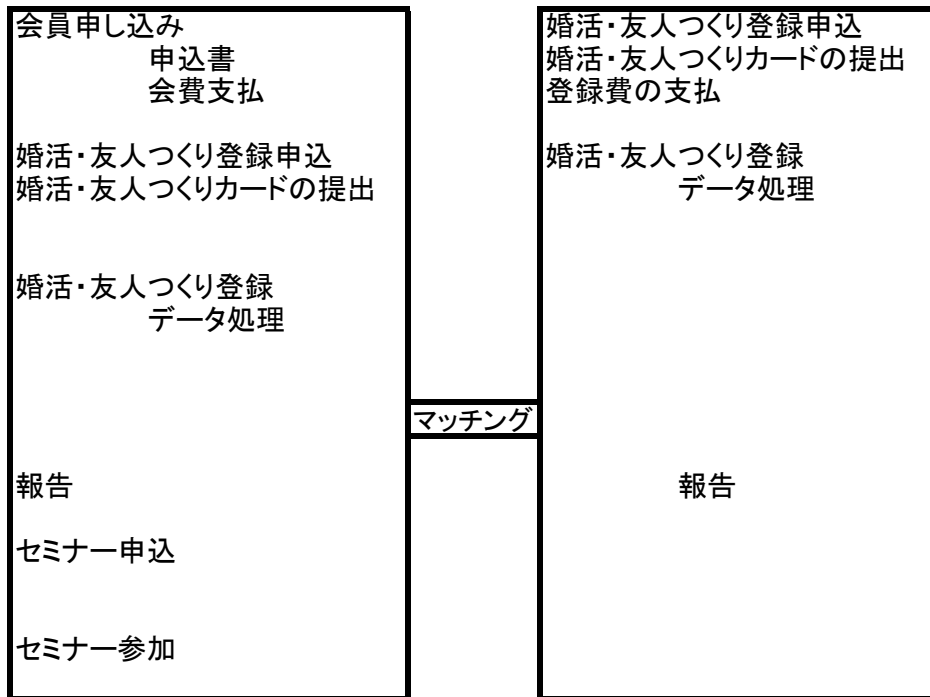 会員申し込み
申込書
会費支払
婚活・友人つくり登録申込
婚活・友人つくりカードの提出
婚活・友人つくり登録
データ処理
報告
セミナー申込
セミナー参加
マッチング
婚活・友人つくり登録申込
婚活・友人つくりカードの提出
登録費の支払
婚活・友人つくり登録
データ処理
報告